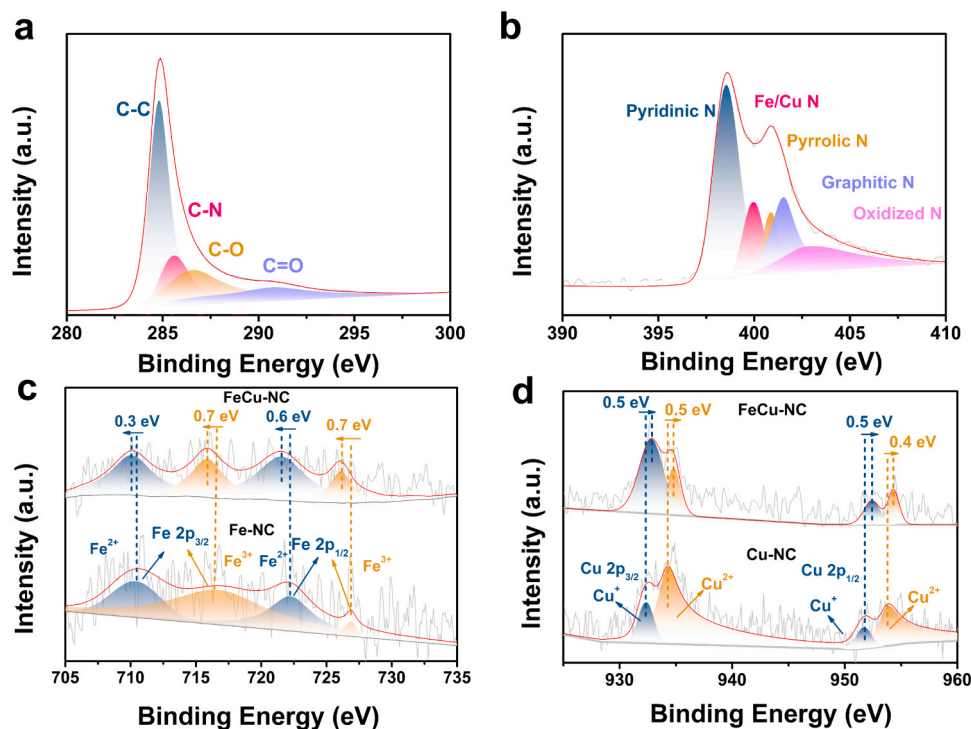 a
Intensity (a.u.)
C-C
C-N
C-O
C=O
280 285 290 295 300
Binding Energy (eV)
b
Intensity (a.u.)
Pyridinic N
Fe/Cu N
Pyrrolic N
Graphitic N
Oxidized N
390 395 400 405 410
Binding Energy (eV)
c
Intensity (a.u.)
FeCu-NC
0.3 eV 0.7 eV 0.6 eV 0.7 eV
Fe-NC
Fe²⁺ Fe 2p₃/₂ Fe³⁺ Fe²⁺ Fe 2p₁/₂ Fe³⁺
705 710 715 720 725 730 735
Binding Energy (eV)
d
Intensity (a.u.)
FeCu-NC
0.5 eV 0.5 eV 0.5 eV 0.4 eV
Cu-NC
Cu 2p₃/₂ Cu 2p₁/₂
Cu⁺ Cu²⁺ Cu⁺ Cu²⁺
930 940 950 960
Binding Energy (eV)